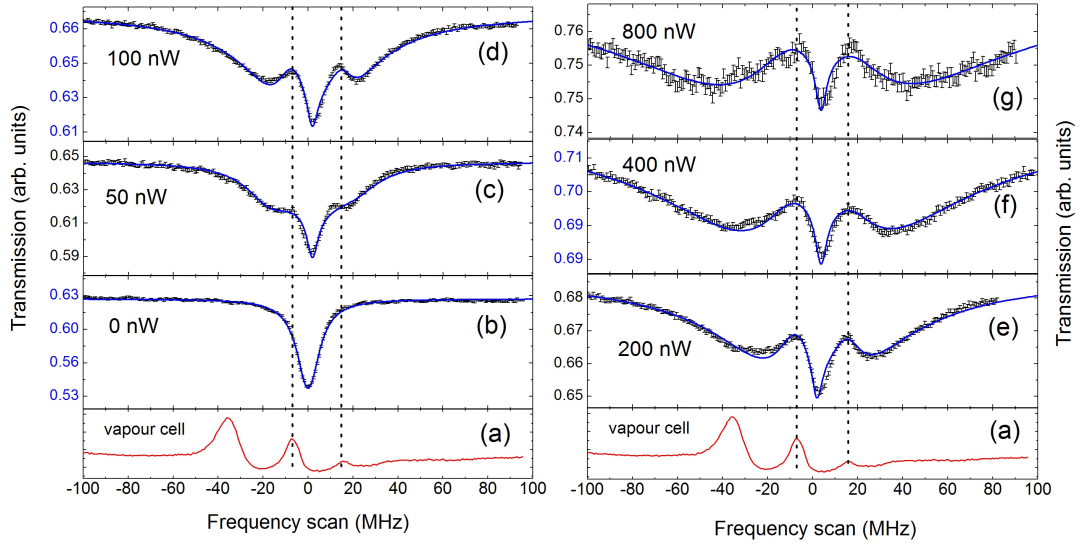 Transmission (arb. units)
0.66
0.65
0.63
0.61
100 nW
(d)
0.65
0.64
0.62
0.61
0.59
50 nW
(c)
0.63
0.60
0.56
0.53
0 nW
(b)
vapour cell
(a)
-100 -80 -60 -40 -20 0 20 40 60 80 100
Frequency scan (MHz)
0.76
0.75
0.75
0.74
800 nW
(g)
0.71
0.70
0.69
0.69
400 nW
(f)
0.68
0.67
0.66
0.65
200 nW
(e)
vapour cell
(a)
-100 -80 -60 -40 -20 0 20 40 60 80 100
Frequency scan (MHz)
Transmission (arb. units)